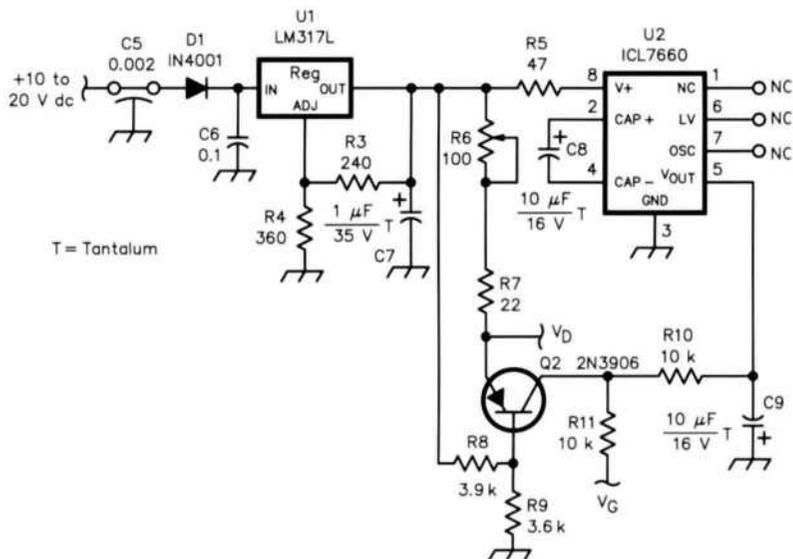 U1
LM317L
U2
ICL7660
C5
0.002
D1
IN4001
R5
47
+10 to
20 V dc
Reg
IN
OUT
ADJ
8
V+
NC
1
NC
2
CAP+
LV
6
NC
OSC
7
NC
4
CAP-
VOUT
5
GND
3
C6
0.1
R3
240
R6
100
C8
10 µF
16 V
T
R4
360
1 µF
35 V
T
C7
T = Tantalum
R7
22
VD
Q2
2N3906
R10
10 k
R11
10 k
VG
10 µF
16 V
T
C9
R8
3.9 k
R9
3.6 k